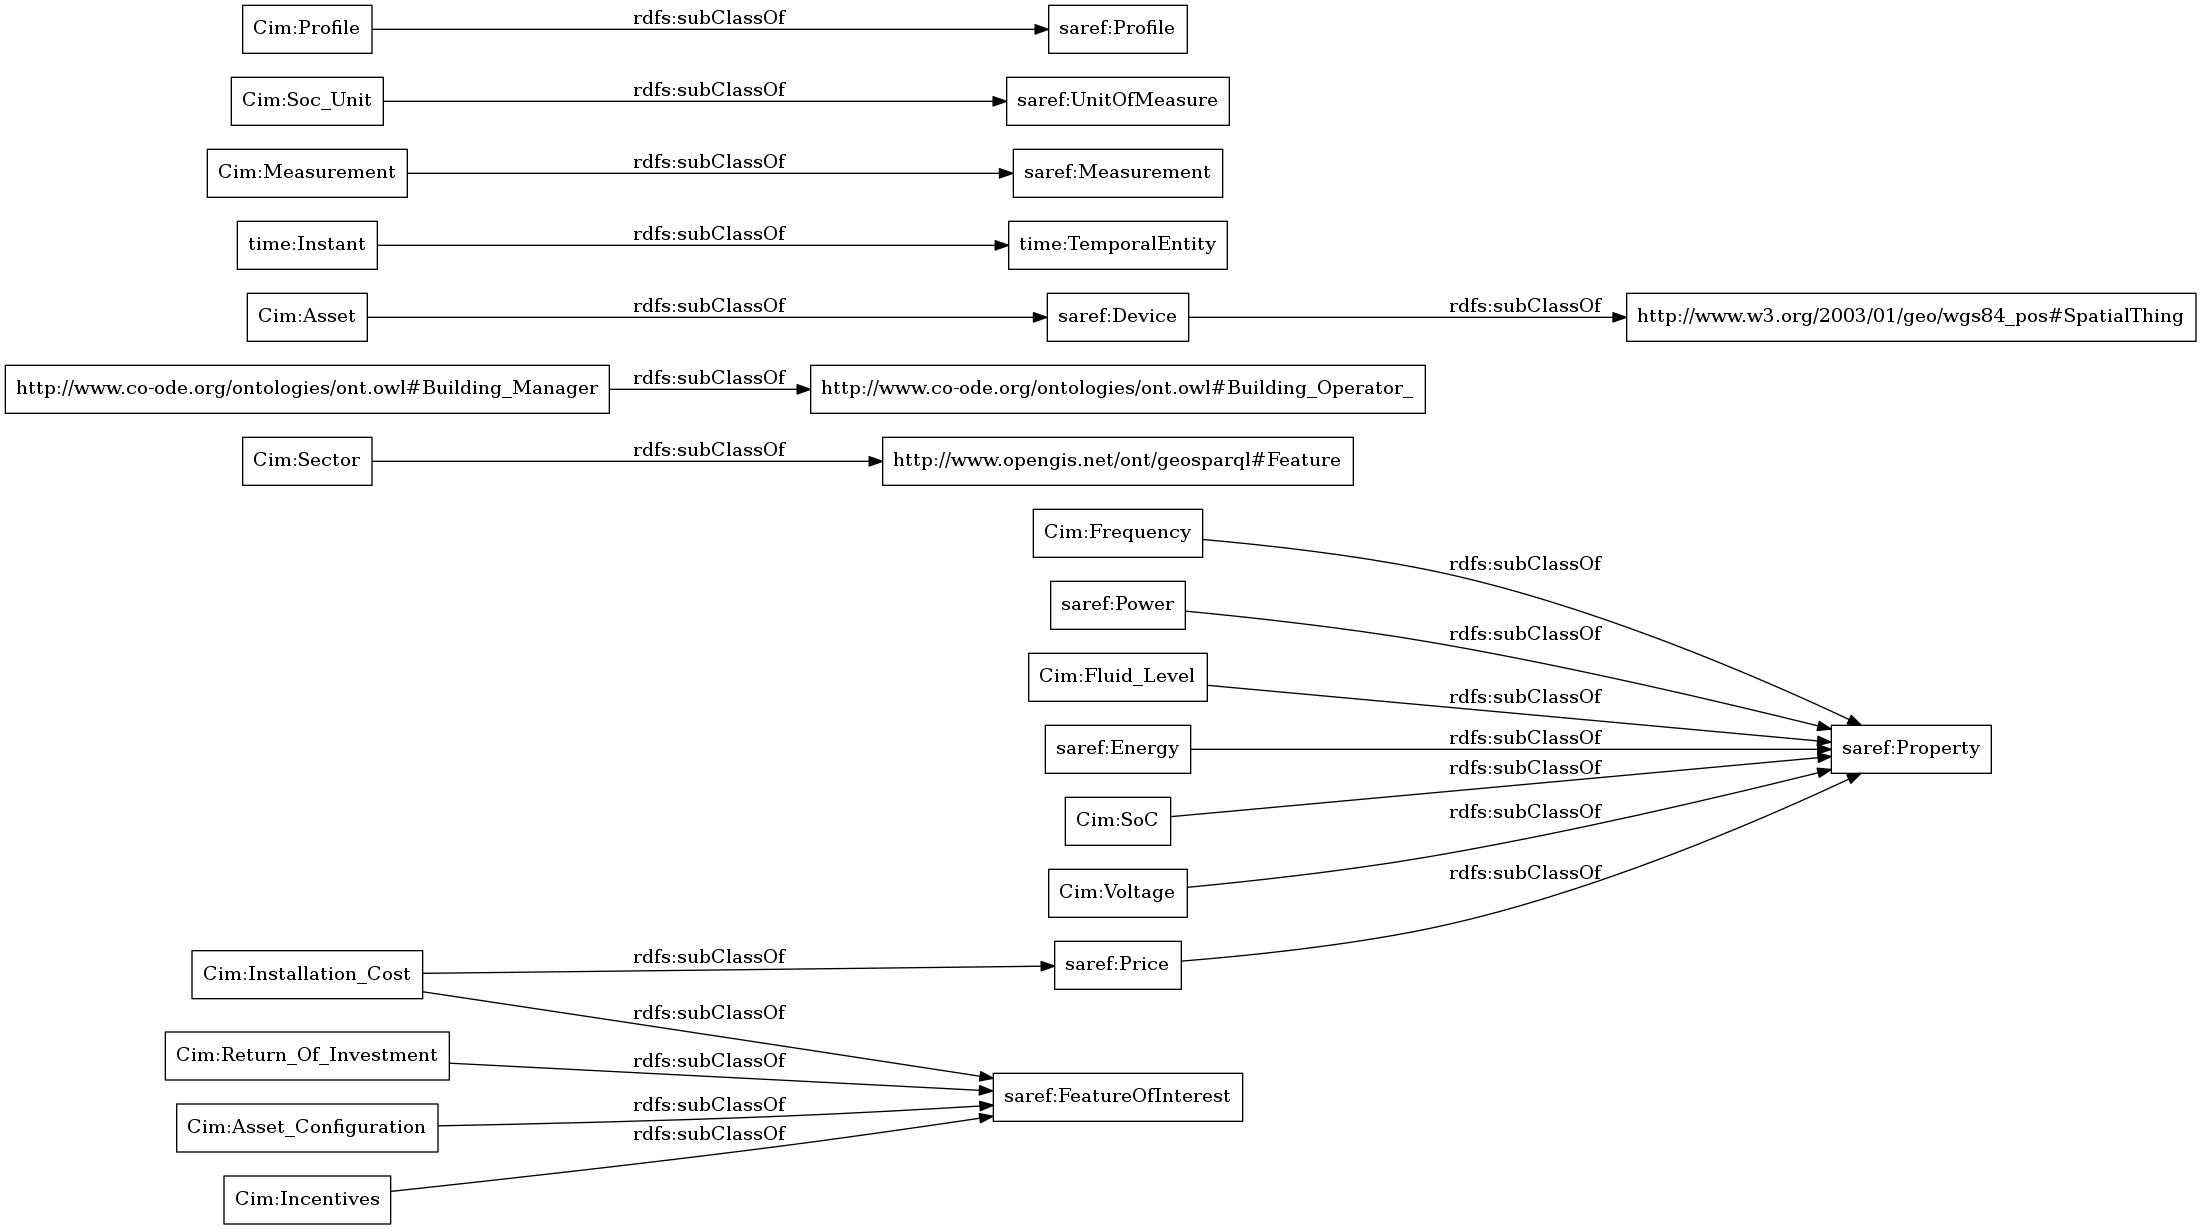 Cim:Profile
rdfs:subClassOf
saref:Profile
Cim:Soc_Unit
rdfs:subClassOf
saref:UnitOfMeasure
Cim:Measurement
rdfs:subClassOf
saref:Measurement
time:Instant
rdfs:subClassOf
time:TemporalEntity
Cim:Asset
rdfs:subClassOf
saref:Device
rdfs:subClassOf
http://www.w3.org/2003/01/geo/wgs84_pos#SpatialThing
http://www.co-ode.org/ontologies/ont.owl#Building_Manager
rdfs:subClassOf
http://www.co-ode.org/ontologies/ont.owl#Building_Operator_
Cim:Sector
rdfs:subClassOf
http://www.opengis.net/ont/geosparql#Feature
Cim:Frequency
rdfs:subClassOf
saref:Power
rdfs:subClassOf
Cim:Fluid_Level
rdfs:subClassOf
saref:Energy
rdfs:subClassOf
saref:Property
Cim:SoC
rdfs:subClassOf
Cim:Voltage
rdfs:subClassOf
Cim:Installation_Cost
rdfs:subClassOf
saref:Price
rdfs:subClassOf
rdfs:subClassOf
Cim:Return_Of_Investment
rdfs:subClassOf
saref:FeatureOfInterest
Cim:Asset_Configuration
rdfs:subClassOf
Cim:Incentives
rdfs:subClassOf